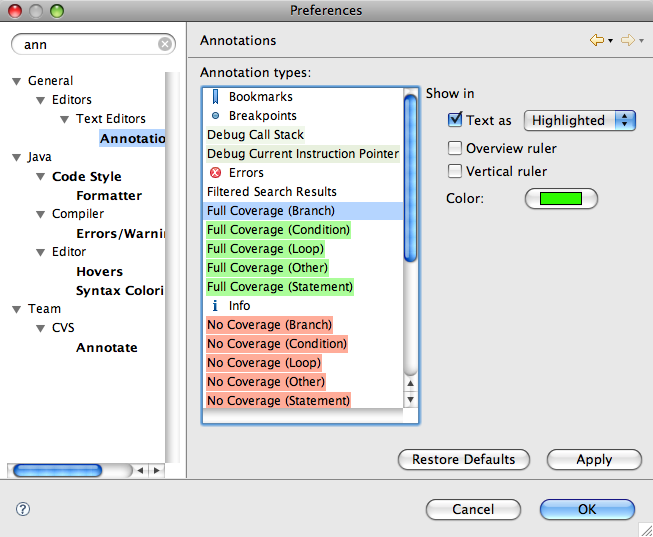 Preferences
ann
Annotations
General
Editors
Text Editors
Annotatio
Java
Code Style
Formatter
Compiler
Errors/Warnin
Editor
Hovers
Syntax Colori
Team
CVS
Annotate
Annotation types:
Bookmarks
Breakpoints
Debug Call Stack
Debug Current Instruction Pointer
Errors
Filtered Search Results
Full Coverage (Branch)
Full Coverage (Condition)
Full Coverage (Loop)
Full Coverage (Other)
Full Coverage (Statement)
Info
No Coverage (Branch)
No Coverage (Condition)
No Coverage (Loop)
No Coverage (Other)
No Coverage (Statement)
Show in
Text as Highlighted
Overview ruler
Vertical ruler
Color:
Restore Defaults Apply
? Cancel OK